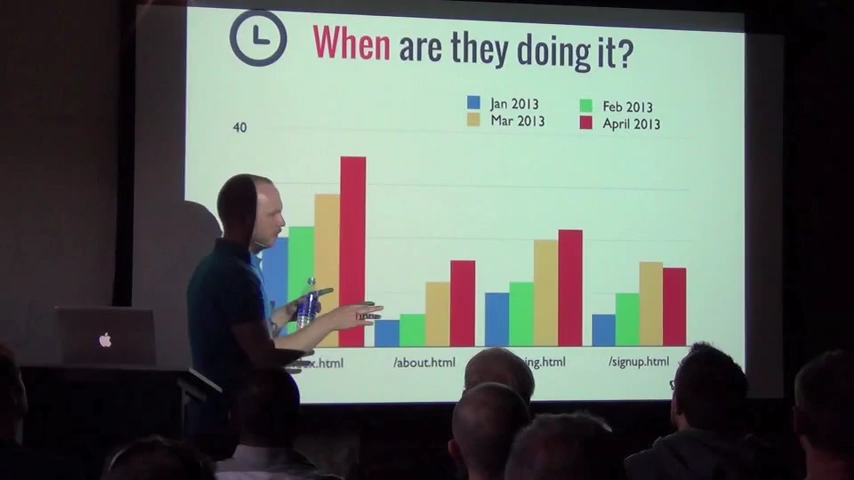 When are they doing it?
Jan 2013 Feb 2013
Mar 2013 April 2013
40
/about.html /signup.html